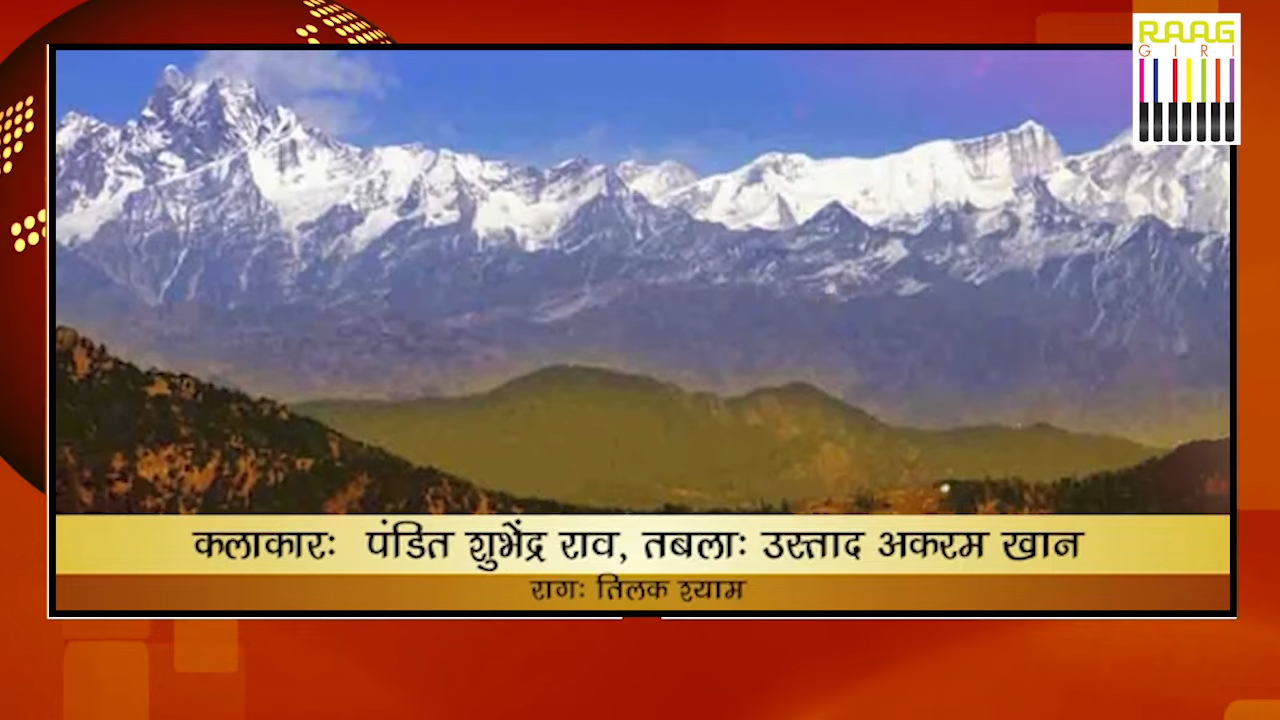 RAAG
GIRI
कलाकारः पंडित शुभेंद्र राव, तबलाः उस्ताद अकरम खान
रागः तिलक श्याम